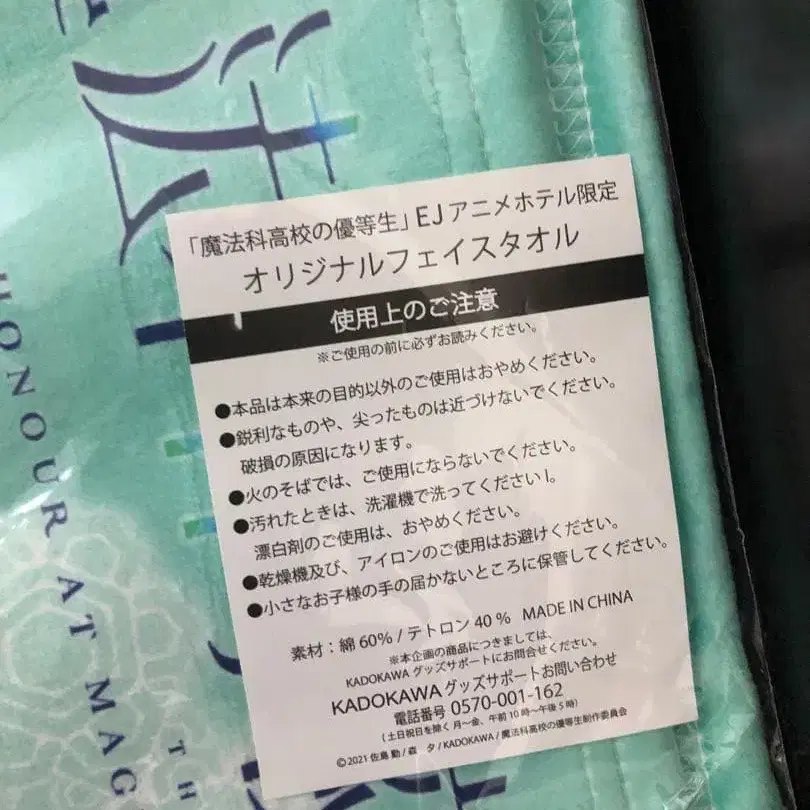 「魔法科高校の優等生」EJアニメホテル限定
オリジナルフェイスタオル
使用上のご注意
※ご使用の前に必ずお読みください。
●本品は本来の目的以外のご使用はおやめください。
●鋭利なものや、尖ったものは近づけないでください。
破損の原因になります。
●火のそばでは、ご使用にならないでください。
●汚れたときは、洗濯機で洗ってくださいl。
漂白剤のご使用は、おやめください。
●乾燥機及び、アイロンのご使用はお避けください。
●小さなお子様の手の届かないところに保管してください。
素材：綿60% / テトロン40% MADE IN CHINA
※本企画の商品につきましては、
KADOKAWAグッズサポートにお問合せください。
KADOKAWAグッズサポートお問い合わせ
電話番号 0570-001-162
(土日祝日を除く 月〜金、午前10時〜午後5時)
©2021 佐島 勤/森 夕/KADOKAWA/魔法科高校の優等生製作委員会
法
HONOUR AT MAG
TH